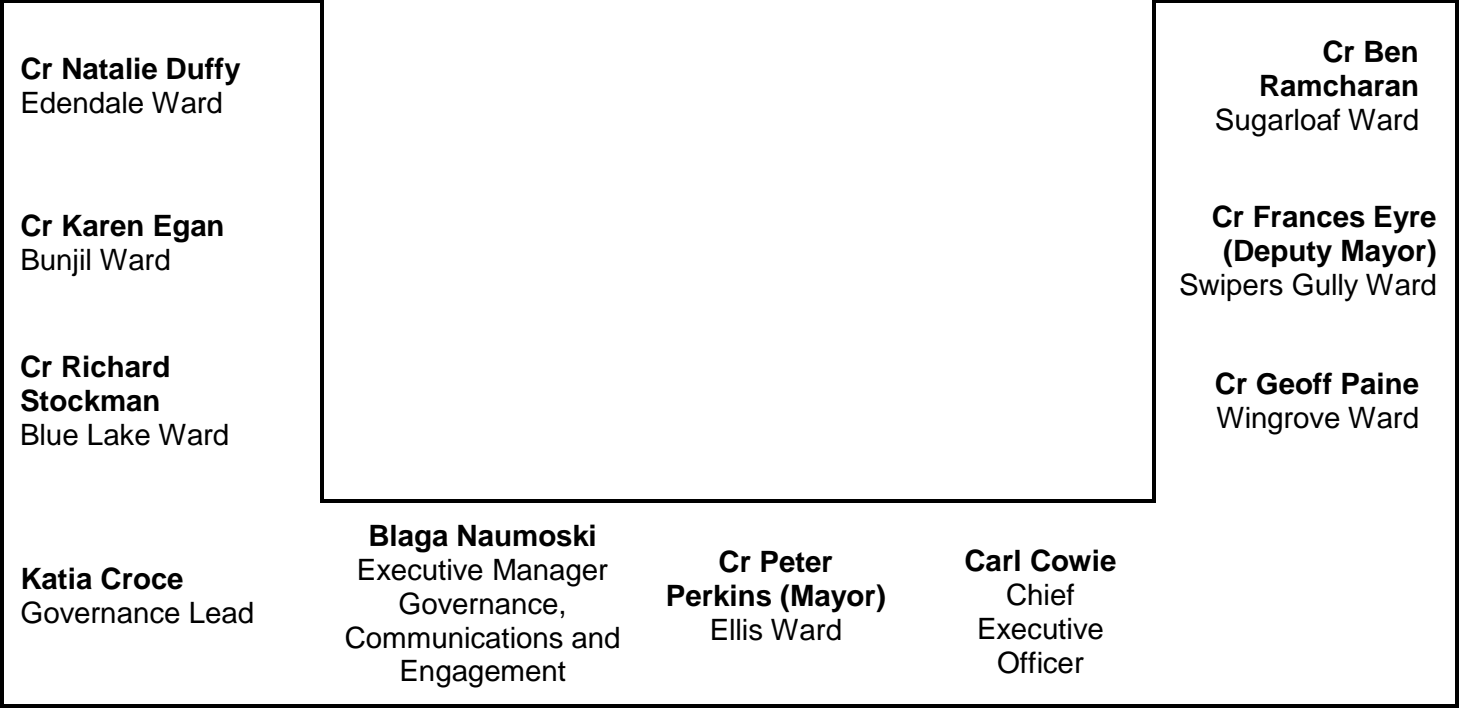 Cr Natalie Duffy
Edendale Ward
Cr Karen Egan
Bunjil Ward
Cr Richard
Stockman
Blue Lake Ward
Katia Croce
Governance Lead
Blaga Naumoski
Executive Manager
Governance,
Communications and
Engagement
Cr Peter
Perkins (Mayor)
Ellis Ward
Carl Cowie
Chief
Executive
Officer
Cr Ben
Ramcharan
Sugarloaf Ward
Cr Frances Eyre
(Deputy Mayor)
Swipers Gully Ward
Cr Geoff Paine
Wingrove Ward